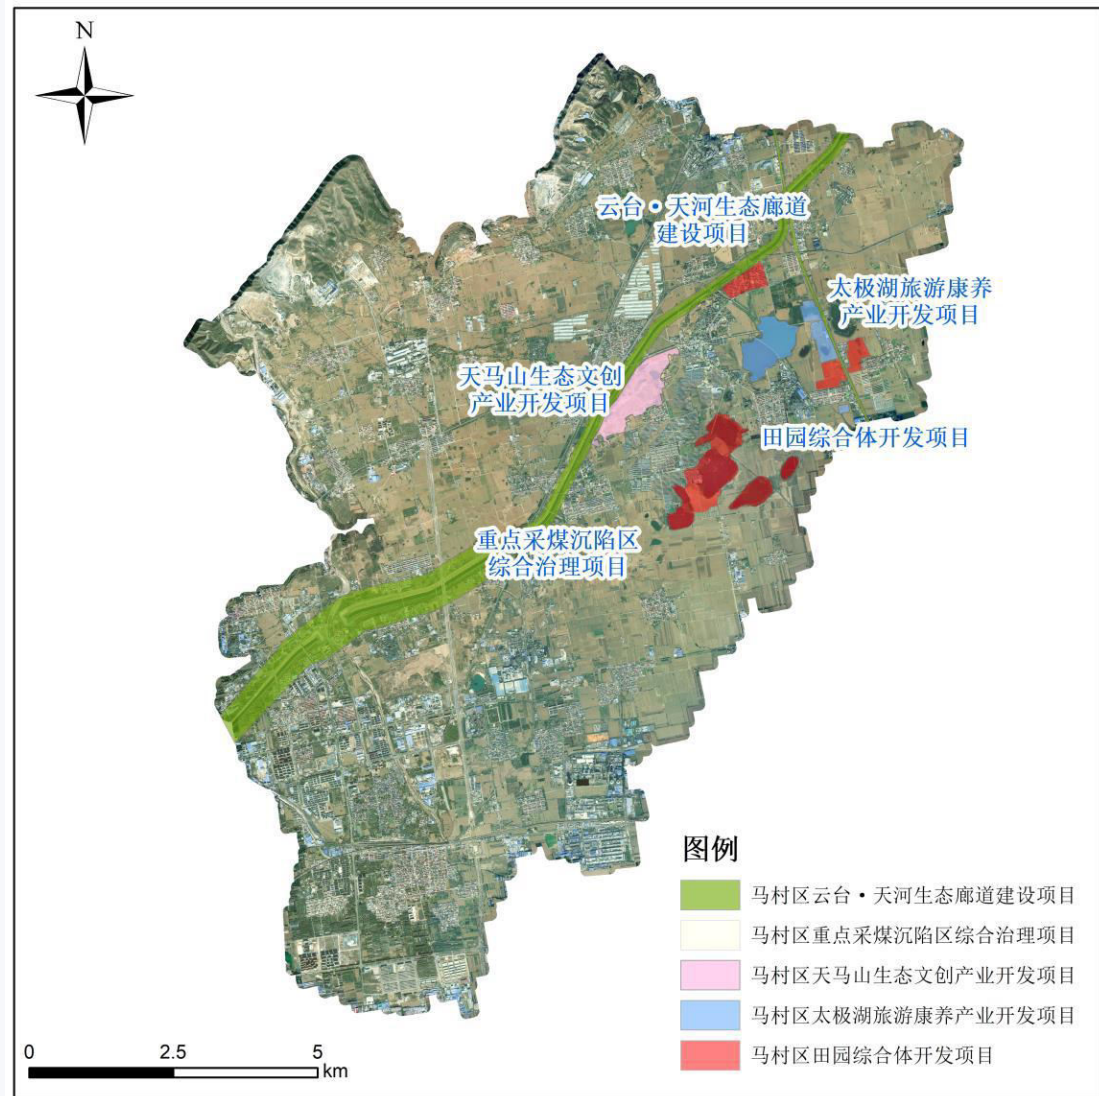 N
云台·天河生态廊道
建设项目
太极湖旅游康养
产业开发项目
天马山生态文创
产业开发项目
田园综合体开发项目
重点采煤沉陷区
综合治理项目
图例
马村区云台·天河生态廊道建设项目
马村区重点采煤沉陷区综合治理项目
马村区天马山生态文创产业开发项目
马村区太极湖旅游康养产业开发项目
马村区田园综合体开发项目
0 2.5 5
km